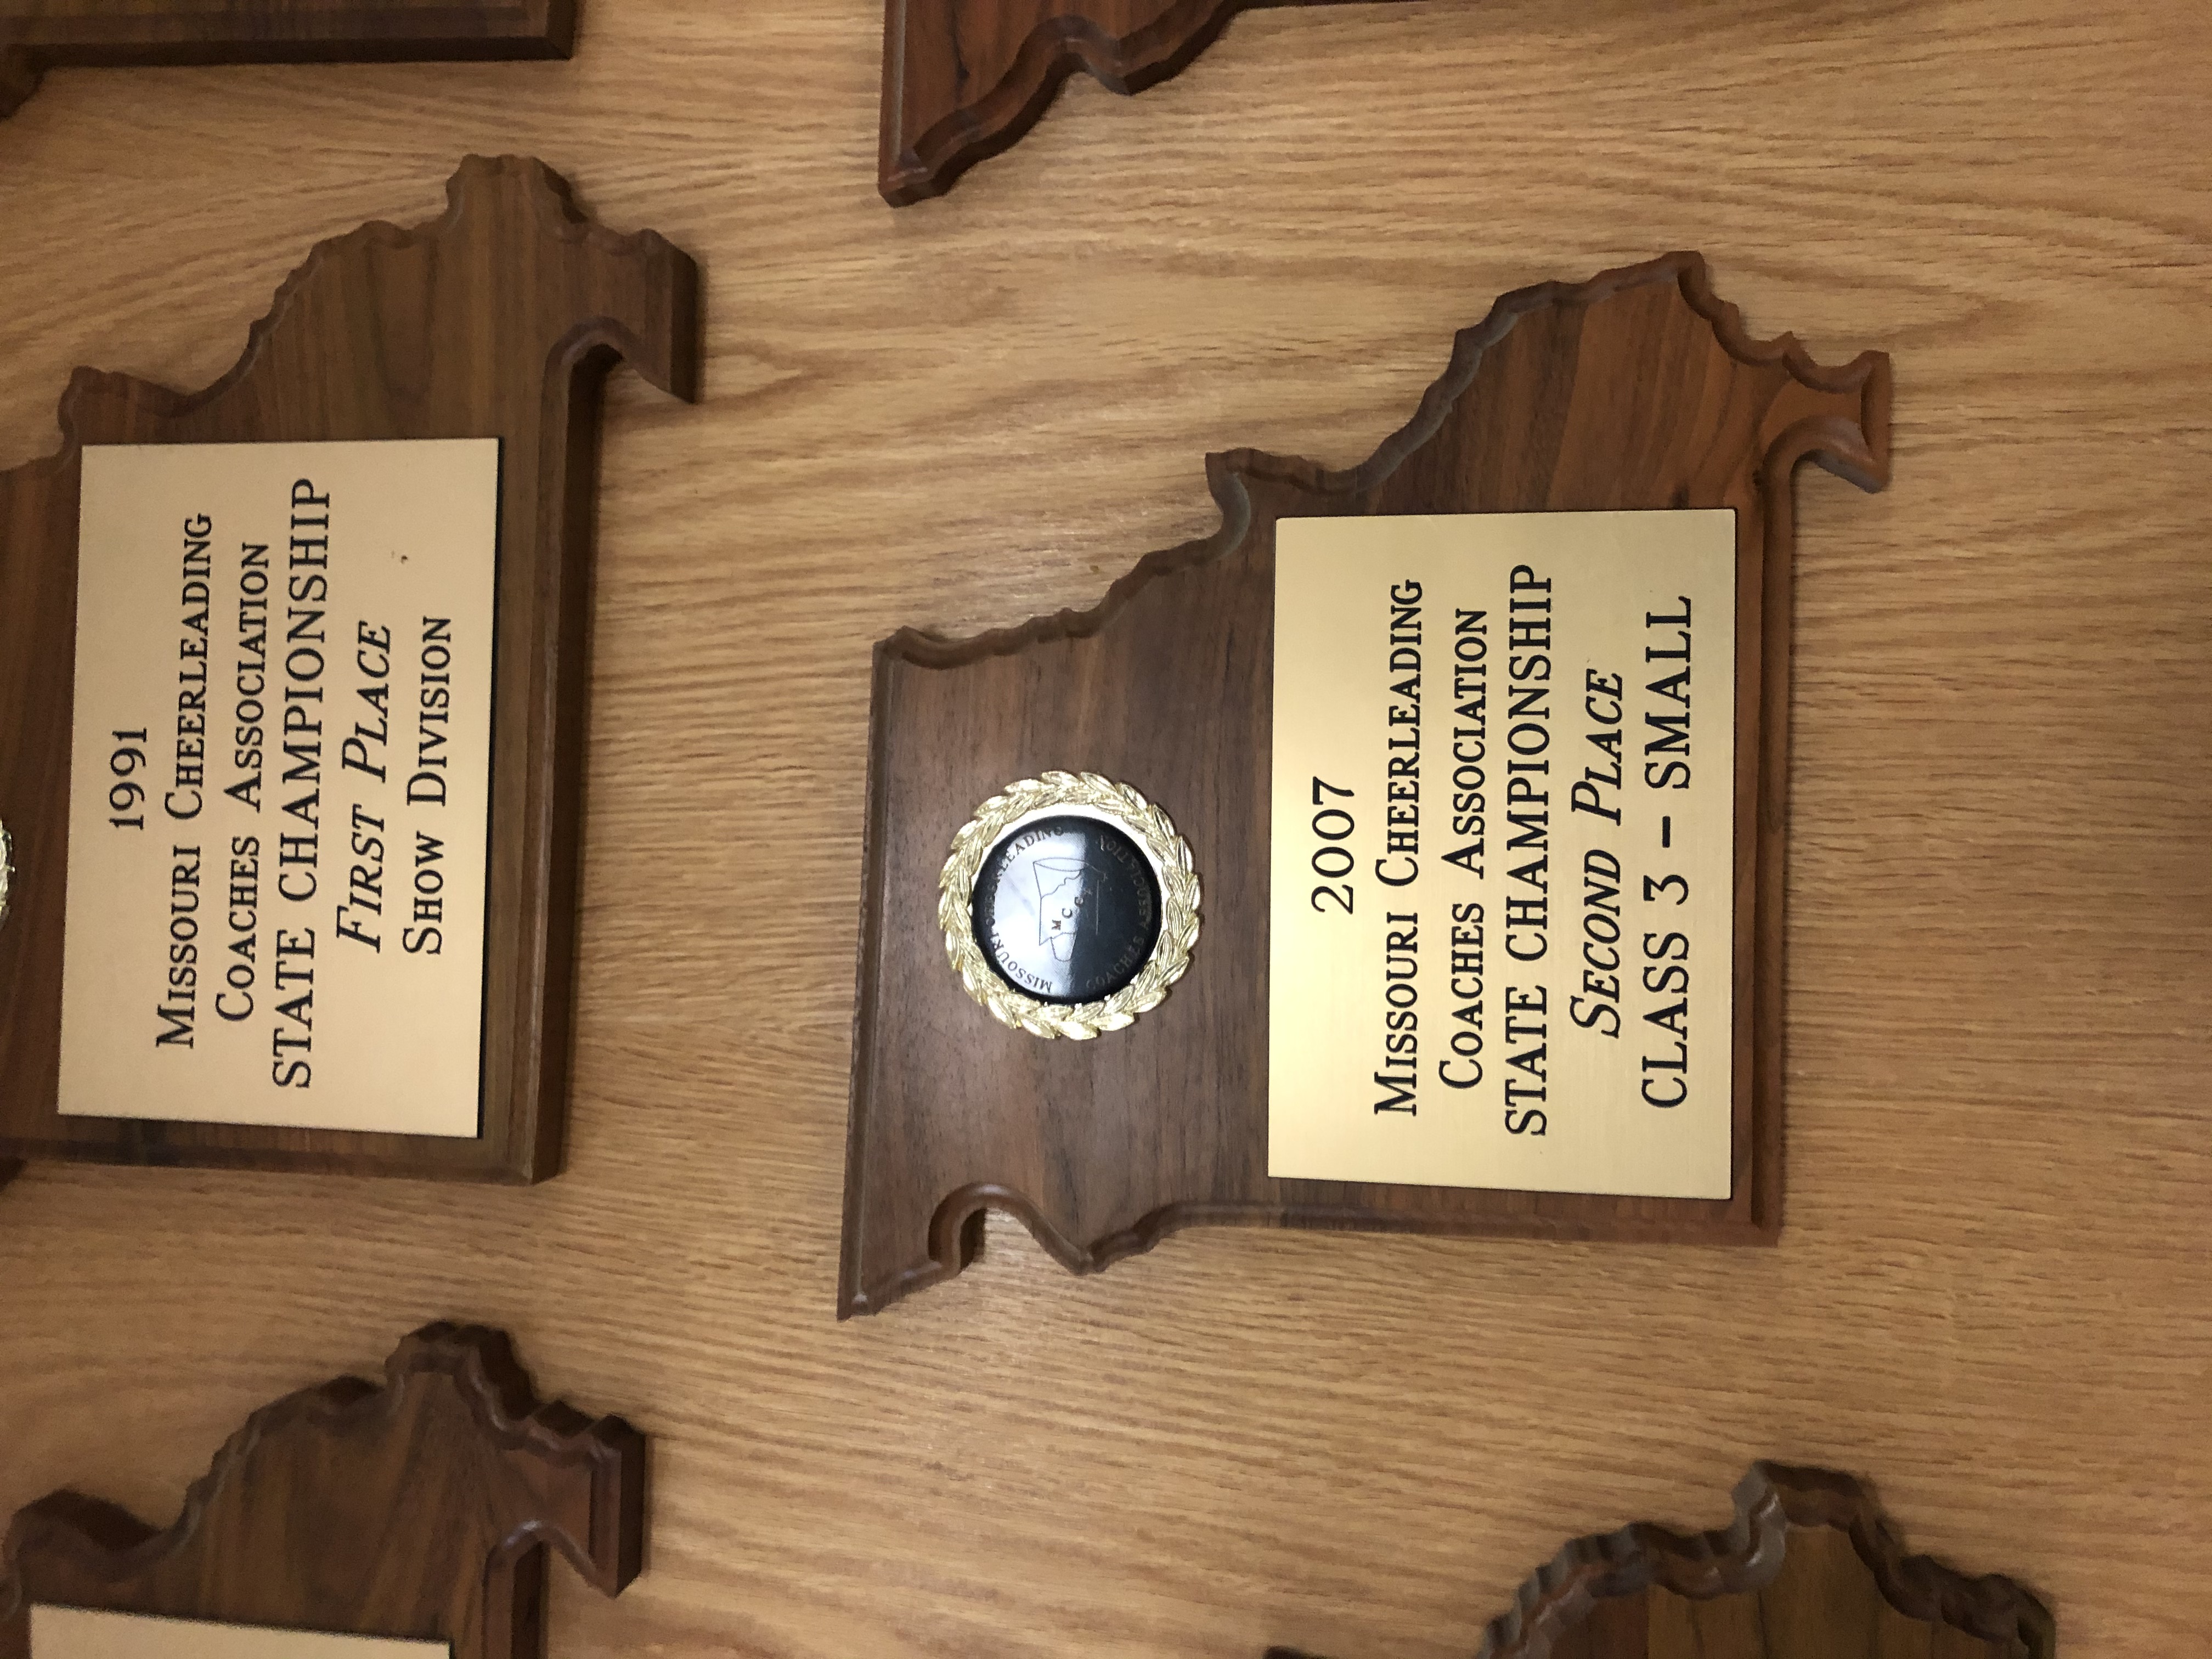 1991
MISSOURI CHEERLEADING
COACHES ASSOCIATION
STATE CHAMPIONSHIP
FIRST PLACE
SHOW DIVISION
MISSOURI CHEERLEADING
MCCA
COACHES ASSOCIATION
2007
MISSOURI CHEERLEADING
COACHES ASSOCIATION
STATE CHAMPIONSHIP
SECOND PLACE
CLASS 3 – SMALL